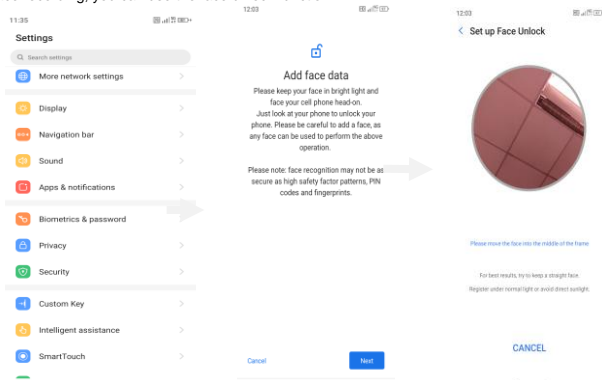 11:35
Settings
Search settings
More network settings
Display
Navigation bar
Sound
Apps & notifications
Biometrics & password
Privacy
Security
Custom Key
Intelligent assistance
SmartTouch
12:03
Add face data
Please keep your face in bright light and
face your cell phone head-on.
Just look at your phone to unlock your
phone. Please be careful to add a face, as
any face can be used to perform the above
operation.
Please note: face recognition may not be as
secure as high safety factor patterns, PIN
codes and fingerprints.
Cancel
Next
12:03
Set up Face Unlock
Please move the face into the middle of the frame
For best results, try to keep a straight face.
Register under normal light or avoid direct sunlight.
CANCEL